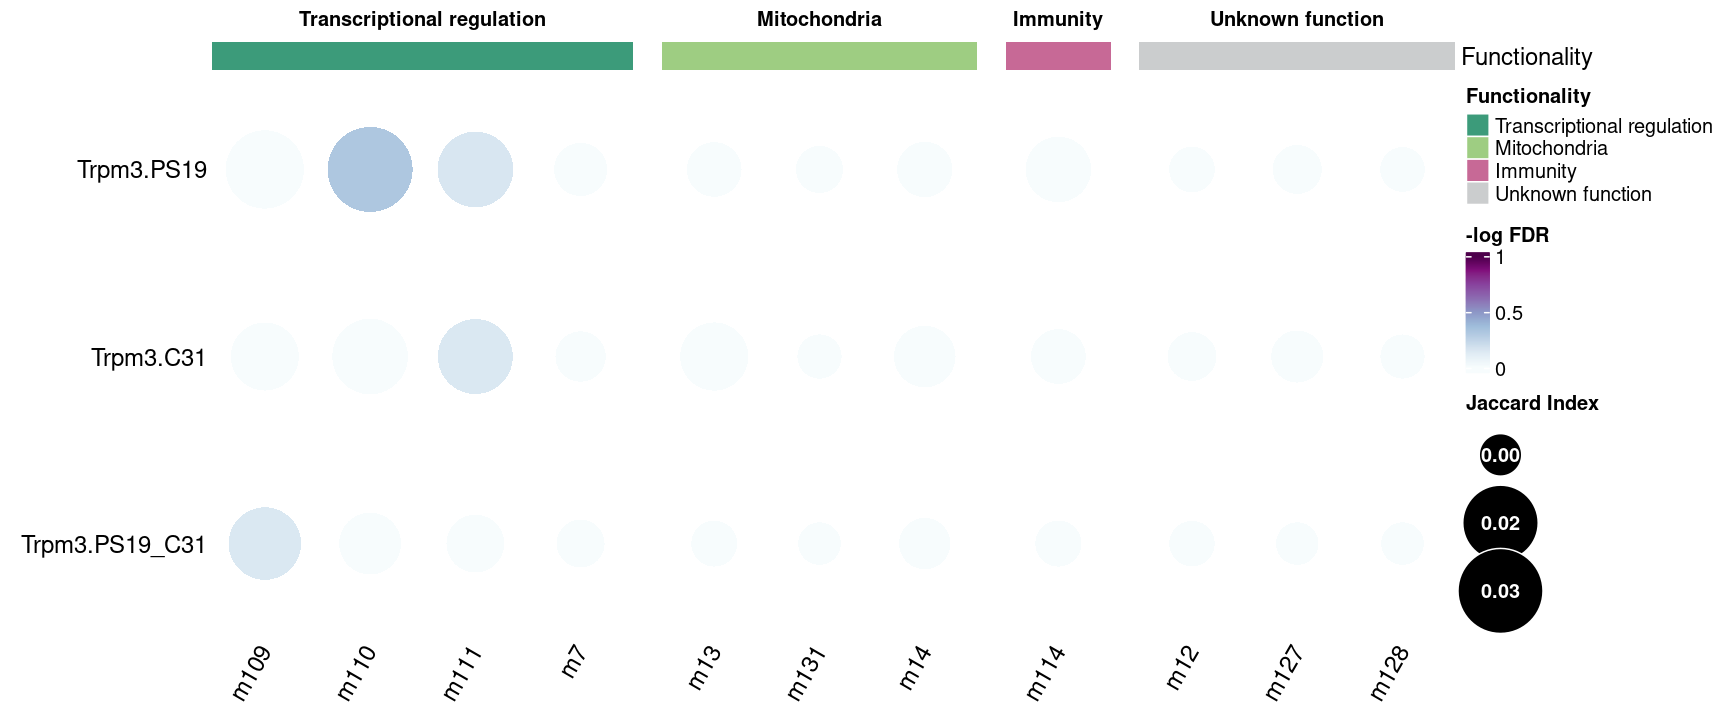 Transcriptional regulation
Mitochondria
Immunity
Unknown function
Functionality
Functionality
Transcriptional regulation
Mitochondria
Immunity
Unknown function
-log FDR
1
0.5
0
Jaccard Index
0.00
0.02
0.03
Trpm3.PS19
Trpm3.C31
Trpm3.PS19_C31
m109
m110
m111
m7
m13
m131
m14
m114
m12
m127
m128